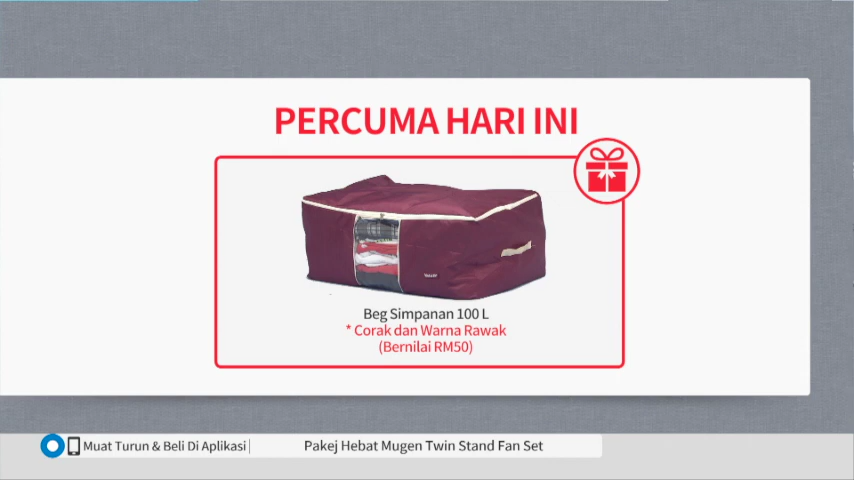 PERCUMA HARI INI
Beg Simpanan 100 L
* Corak dan Warna Rawak
(Bernilai RM50)
Muat Turun & Beli Di Aplikasi
Pakej Hebat Mugen Twin Stand Fan Set